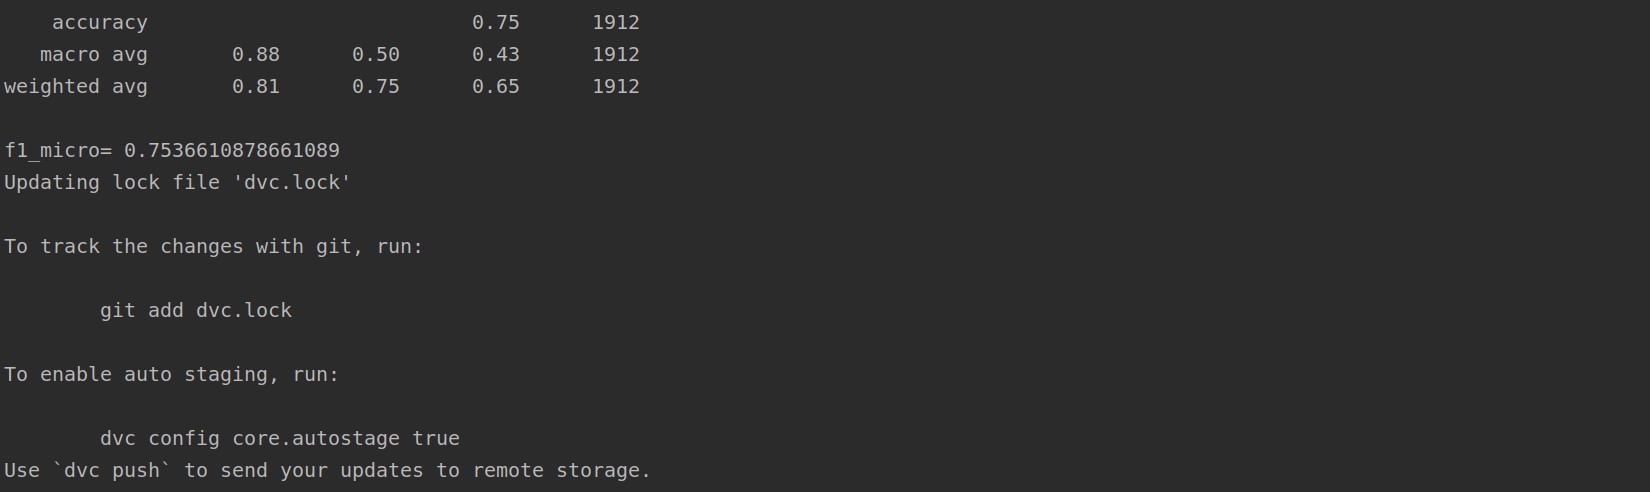 accuracy 0.75 1912
macro avg 0.88 0.50 0.43 1912
weighted avg 0.81 0.75 0.65 1912
f1_micro= 0.7536610878661089
Updating lock file 'dvc.lock'
To track the changes with git, run:
git add dvc.lock
To enable auto staging, run:
dvc config core.autostage true
Use `dvc push` to send your updates to remote storage.